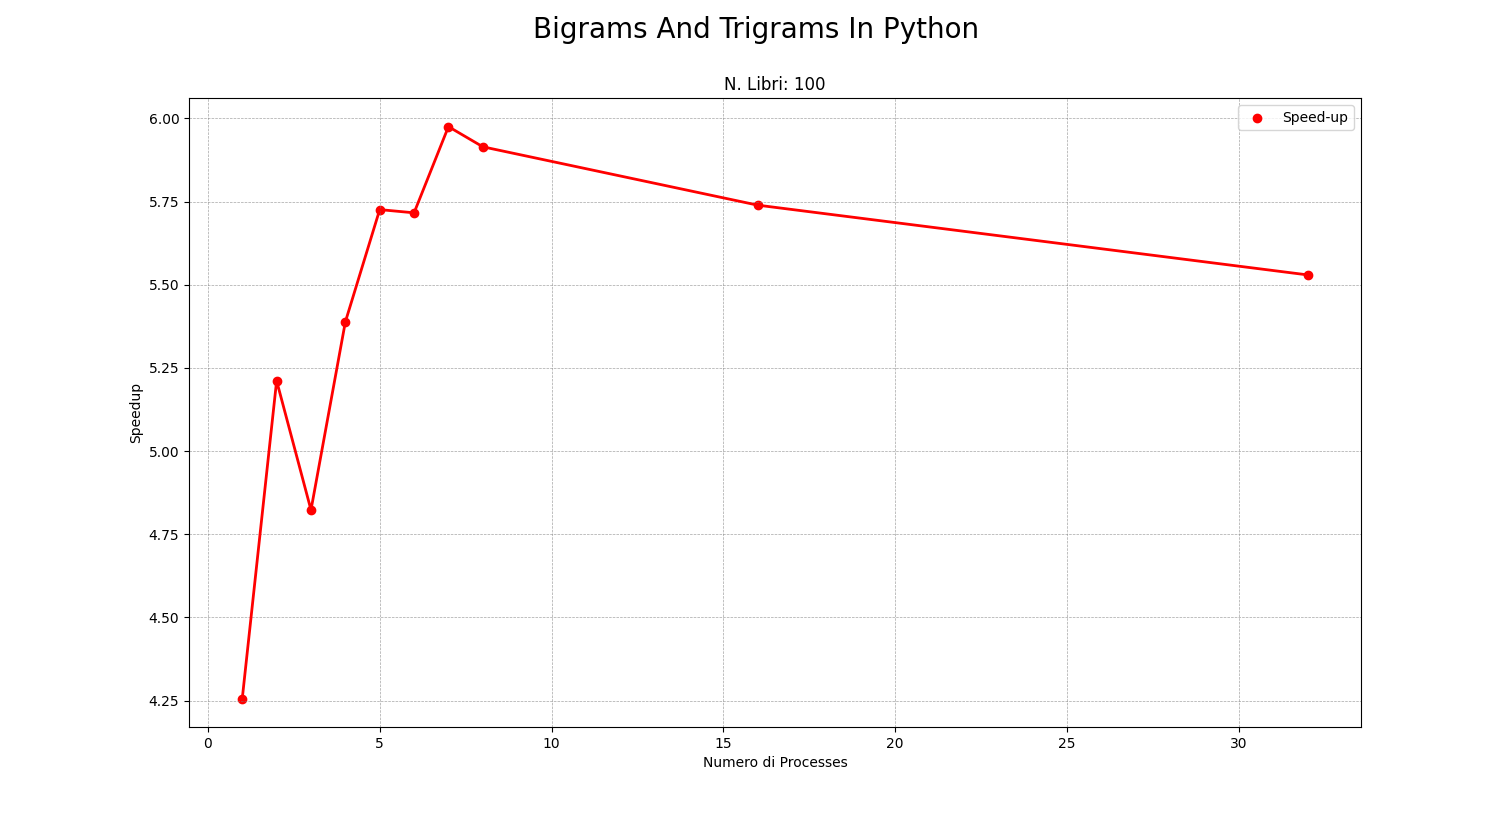 Bigrams And Trigrams In Python
N. Libri: 100
Speed-up
6.00
5.75
5.50
5.25
5.00
4.75
4.50
4.25
Speedup
0 5 10 15 20 25 30
Numero di Processes